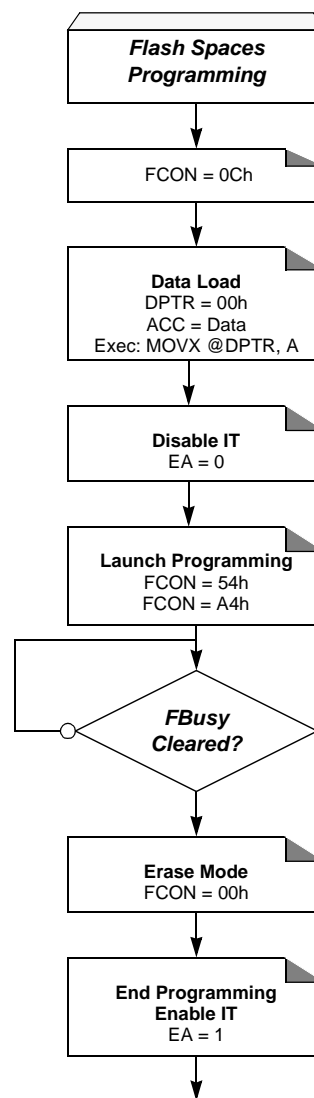 Flash Spaces
Programming
FCON = 0Ch
Data Load
DPTR = 00h
ACC = Data
Exec: MOVX @DPTR, A
Disable IT
EA = 0
Launch Programming
FCON = 54h
FCON = A4h
FBusy
Cleared?
Erase Mode
FCON = 00h
End Programming
Enable IT
EA = 1